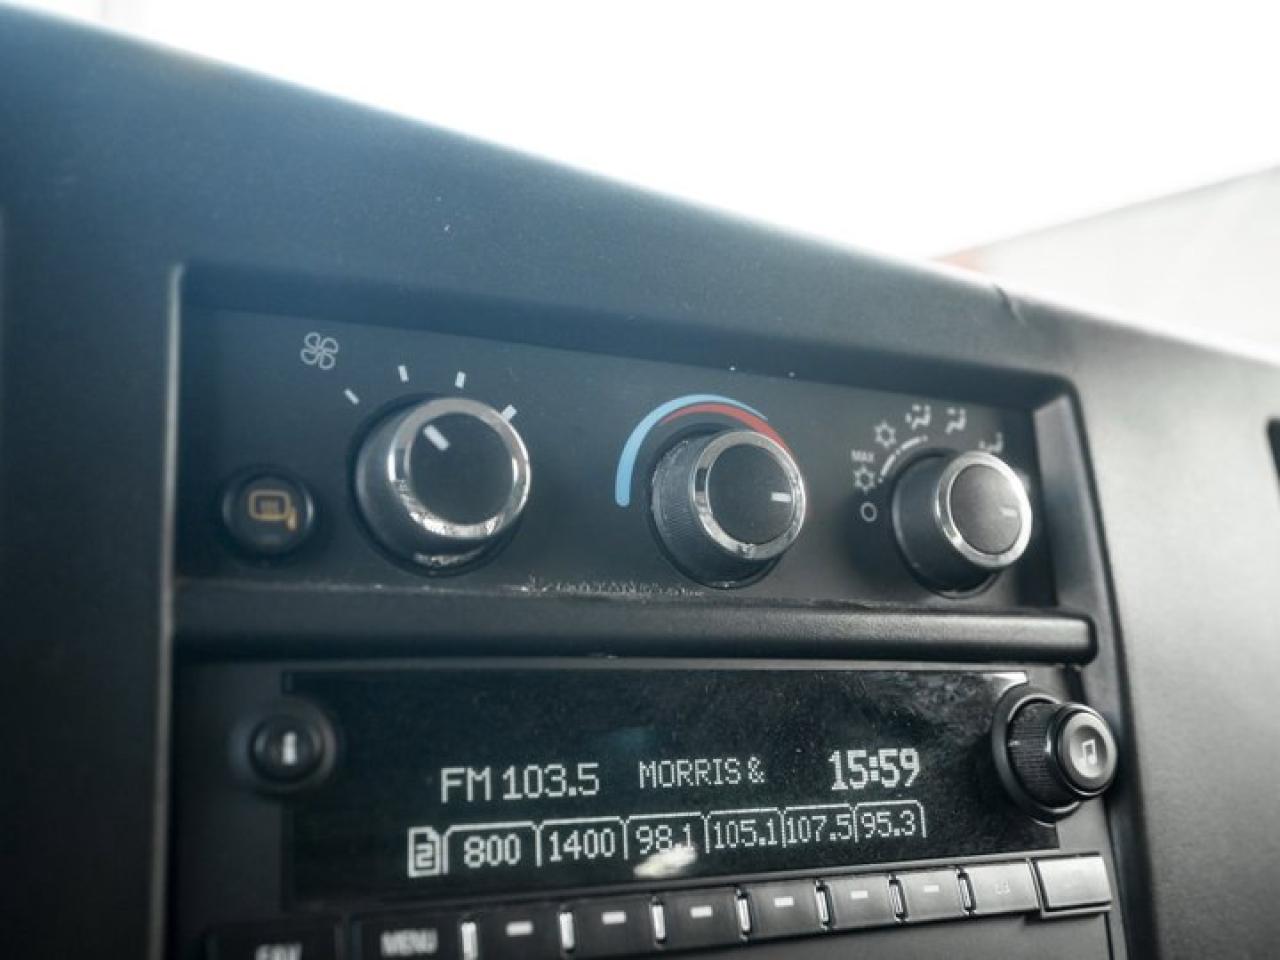 MAX
FM 103.5 MORRIS & 15:59
2 800 1400 98.1 105.1 107.5 95.3
FAV MENU